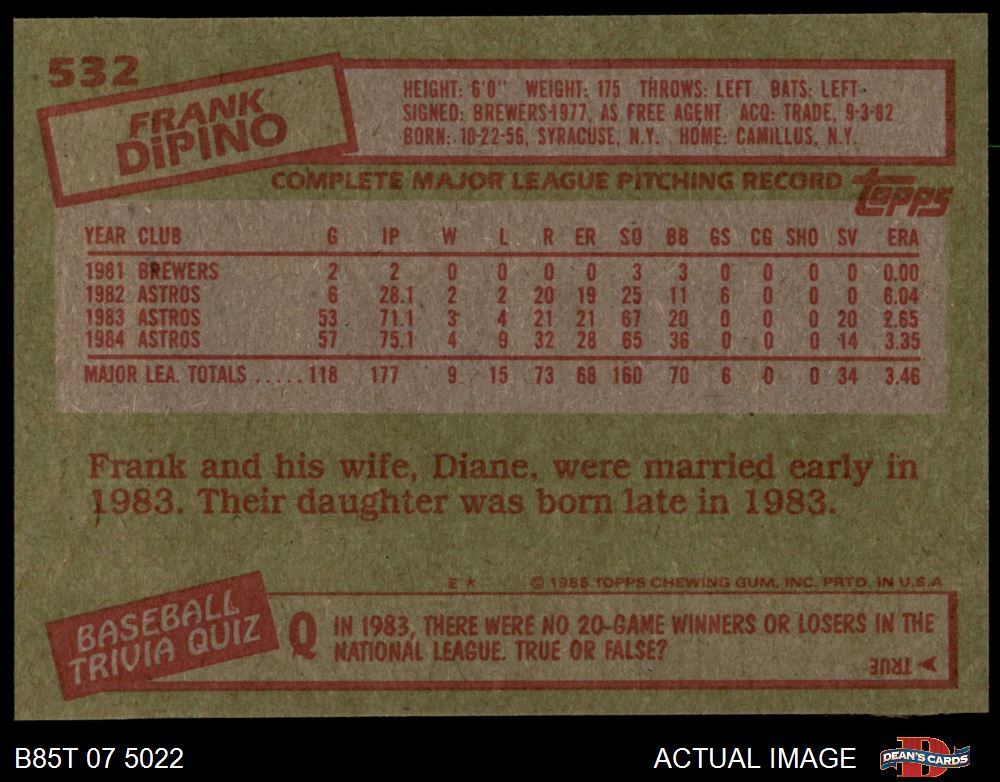 532
FRANK
DiPINO
HEIGHT: 6'0" WEIGHT: 175 THROWS: LEFT BATS: LEFT
SIGNED: BREWERS-1977, AS FREE AGENT ACQ: TRADE, 9-3-82
BORN: 10-22-56, SYRACUSE, N.Y. HOME: CAMILLUS, N.Y.
COMPLETE MAJOR LEAGUE PITCHING RECORD
topps
YEAR CLUB G IP W L R ER SO BB GS CG SHO SV ERA
1981 BREWERS 2 2 0 0 0 0 3 3 0 0 0 0 0.00
1982 ASTROS 6 28.1 2 2 20 19 25 11 6 0 0 0 6.04
1983 ASTROS 53 71.1 3 4 21 21 67 20 0 0 0 20 2.65
1984 ASTROS 57 75.1 4 9 32 28 65 36 0 0 0 14 3.35
MAJOR LEA. TOTALS.....118 177 9 15 73 68 160 70 6 0 0 34 3.46
Frank and his wife, Diane, were married early in
1983. Their daughter was born late in 1983.
E * © 1985 TOPPS CHEWING GUM, INC. PRTD. IN U.S.A
BASEBALL
TRIVIA QUIZ
Q IN 1983, THERE WERE NO 20-GAME WINNERS OR LOSERS IN THE
NATIONAL LEAGUE. TRUE OR FALSE?
TRUE
B85T 07 5022
ACTUAL IMAGE
DEAN'S CARDS